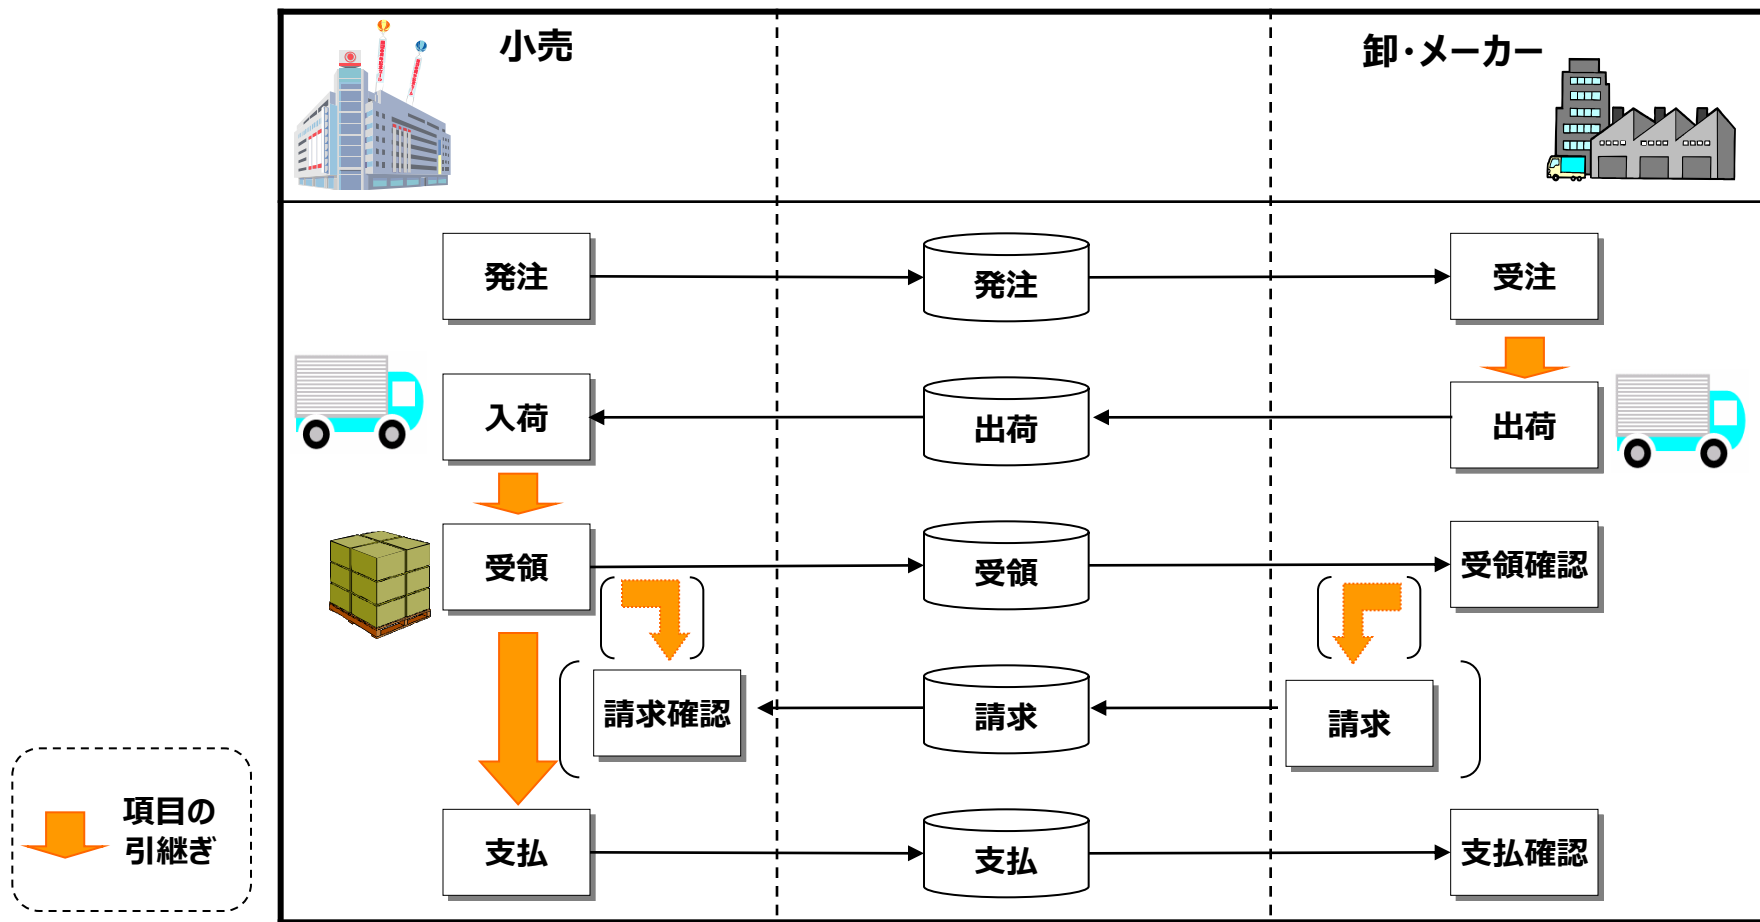 小売
卸・メーカー
発注
発注
受注
入荷
出荷
出荷
受領
受領
受領確認
請求確認
請求
請求
項目の
引継ぎ
支払
支払
支払確認